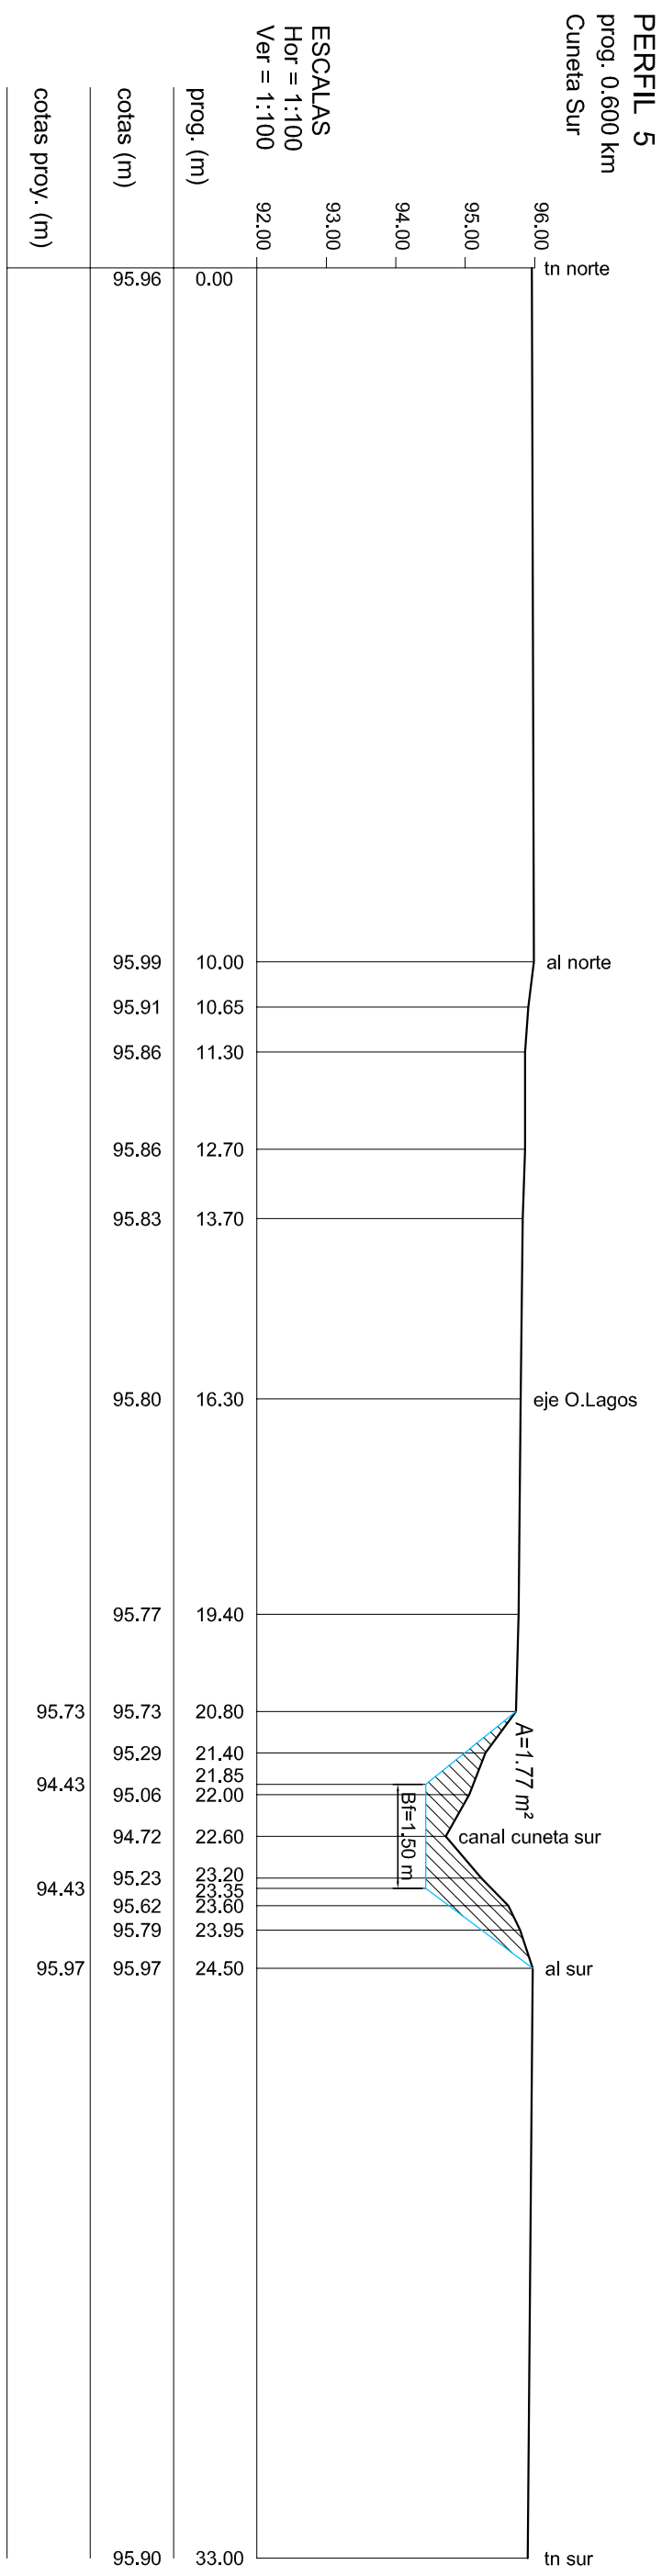 PERFIL 5
prog. 0.600 km
Cuneta Sur
ESCALAS
Hor = 1:100
Ver = 1:100
96.00
95.00
94.00
93.00
92.00
tn norte
al norte
eje O.Lagos
A=1.77 m²
canal cuneta sur
Bf=1.50 m
al sur
tn sur
prog. (m)
0.00
10.00
10.65
11.30
12.70
13.70
16.30
19.40
20.80
21.40
21.85
22.00
22.60
23.20
23.35
23.60
23.95
24.50
33.00
cotas (m)
95.96
95.99
95.91
95.86
95.86
95.83
95.80
95.77
95.73
95.29
95.06
94.72
95.23
95.62
95.79
95.97
95.90
cotas proy. (m)
95.73
94.43
94.43
95.97